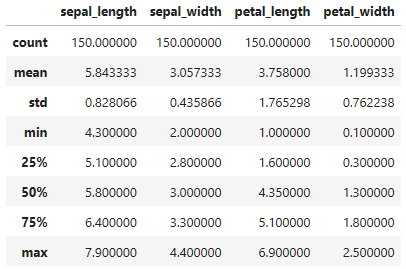 sepal_length sepal_width petal_length petal_width
count 150.000000 150.000000 150.000000 150.000000
mean 5.843333 3.057333 3.758000 1.199333
std 0.828066 0.435866 1.765298 0.762238
min 4.300000 2.000000 1.000000 0.100000
25% 5.100000 2.800000 1.600000 0.300000
50% 5.800000 3.000000 4.350000 1.300000
75% 6.400000 3.300000 5.100000 1.800000
max 7.900000 4.400000 6.900000 2.500000